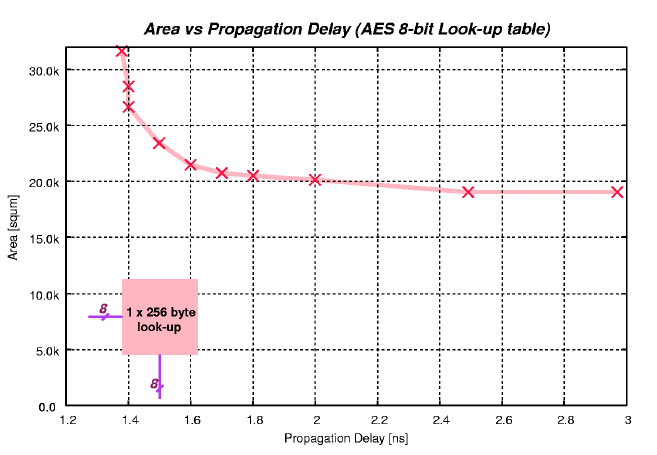 Area vs Propagation Delay (AES 8-bit Look-up table)
30.0k
25.0k
20.0k
15.0k
10.0k
5.0k
0.0
Area [squm]
8
1 x 256 byte
look-up
8
1.2 1.4 1.6 1.8 2 2.2 2.4 2.6 2.8 3
Propagation Delay [ns]